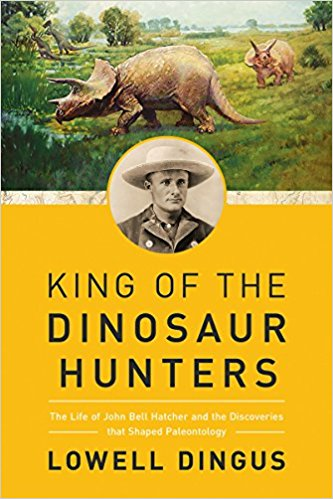 KING OF THE
DINOSAUR
HUNTERS
The Life of John Bell Hatcher and the Discoveries
that Shaped Paleontology
LOWELL DINGUS